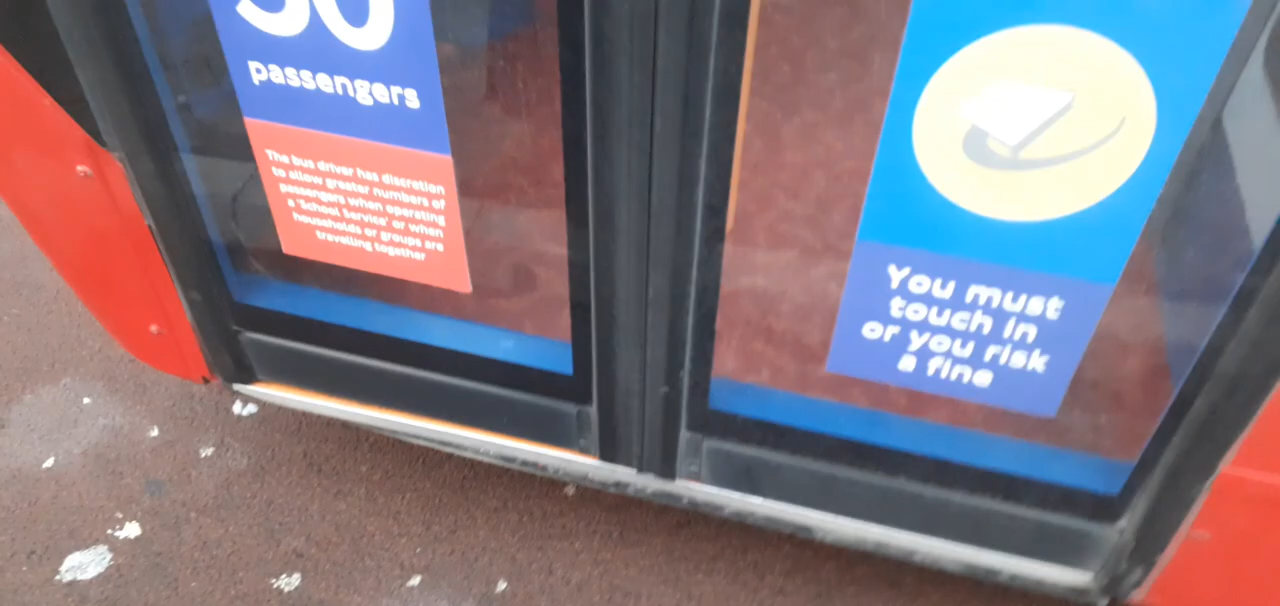 passengers
The bus driver has discretion
to allow greater numbers of
passengers when operating
a 'School Service' or when
households or groups are
travelling together
You must
touch in
or you risk
a fine